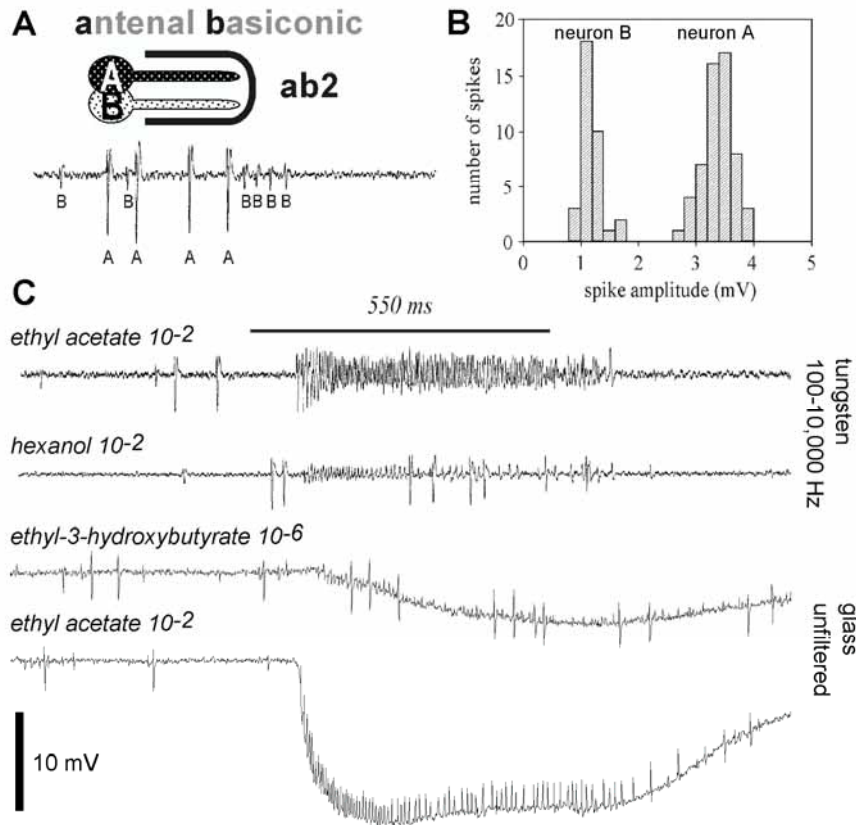 A
antenal basiconic
A
B
ab2
B B B B B B
A A A A
B
neuron B neuron A
20
15
10
5
0
number of spikes
0 1 2 3 4 5
spike amplitude (mV)
C
550 ms
ethyl acetate 10-2
hexanol 10-2
tungsten
100-10,000 Hz
ethyl-3-hydroxybutyrate 10-6
ethyl acetate 10-2
glass
unfiltered
10 mV